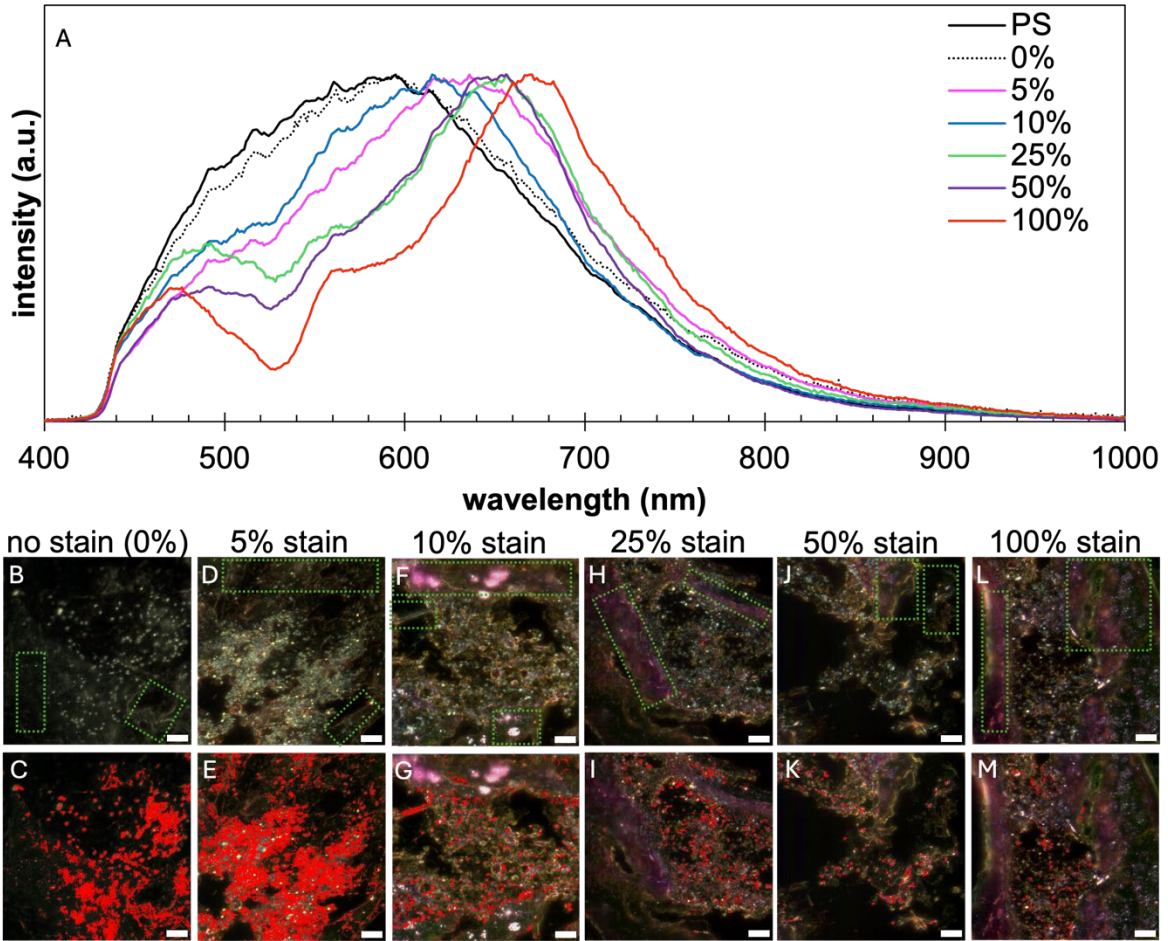 A
PS
0%
5%
10%
25%
50%
100%
intensity (a.u.)
400 500 600 700 800 900 1000
wavelength (nm)
no stain (0%) 5% stain 10% stain 25% stain 50% stain 100% stain
B D F H J L
C E G I K M